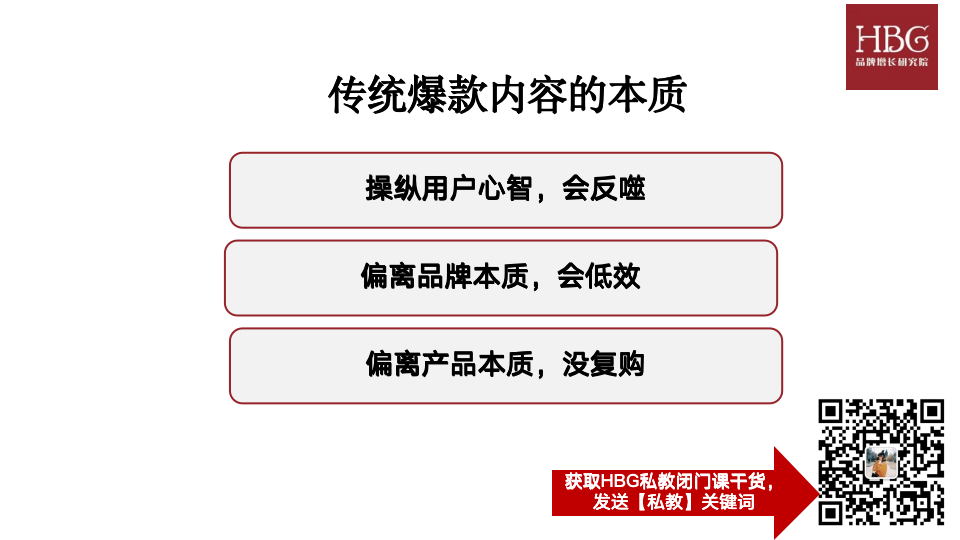 HBG
品牌增长研究院
传统爆款内容的本质
操纵用户心智，会反噬
偏离品牌本质，会低效
偏离产品本质，没复购
获取HBG私教闭门课干货，
发送【私教】关键词